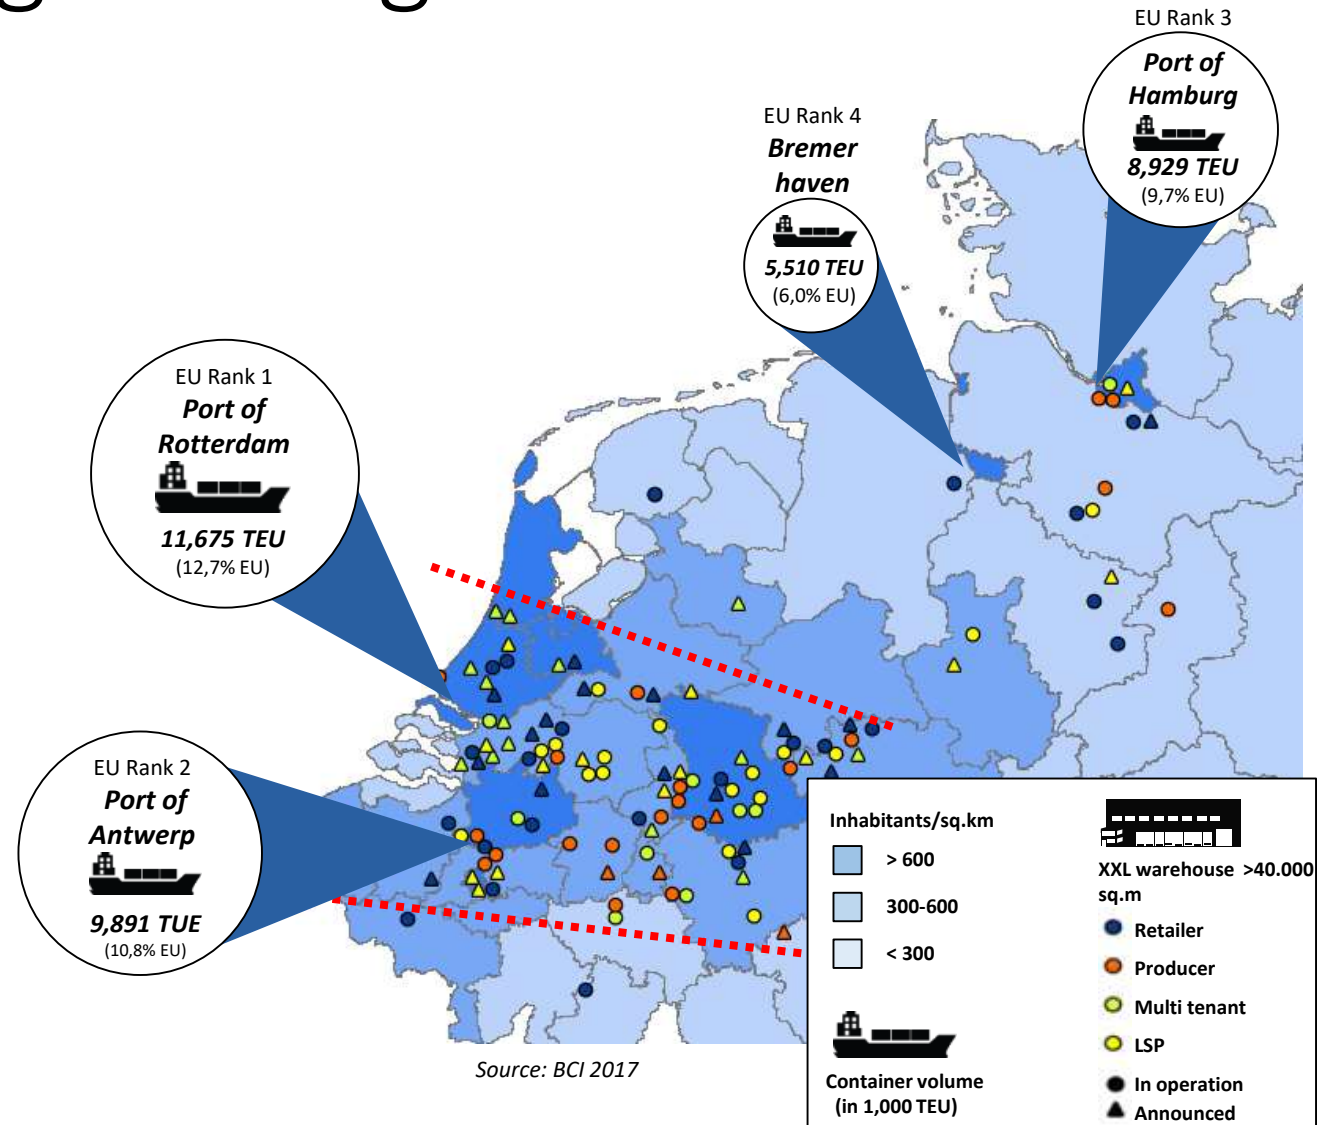 EU Rank 3
Port of
Hamburg
8,929 TEU
(9,7% EU)
EU Rank 4
Bremer
haven
5,510 TEU
(6,0% EU)
EU Rank 1
Port of
Rotterdam
11,675 TEU
(12,7% EU)
EU Rank 2
Port of
Antwerp
9,891 TUE
(10,8% EU)
Inhabitants/sq.km
> 600
300-600
< 300
Container volume
(in 1,000 TEU)
XXL warehouse >40.000
sq.m
Retailer
Producer
Multi tenant
LSP
In operation
Announced
Source: BCI 2017